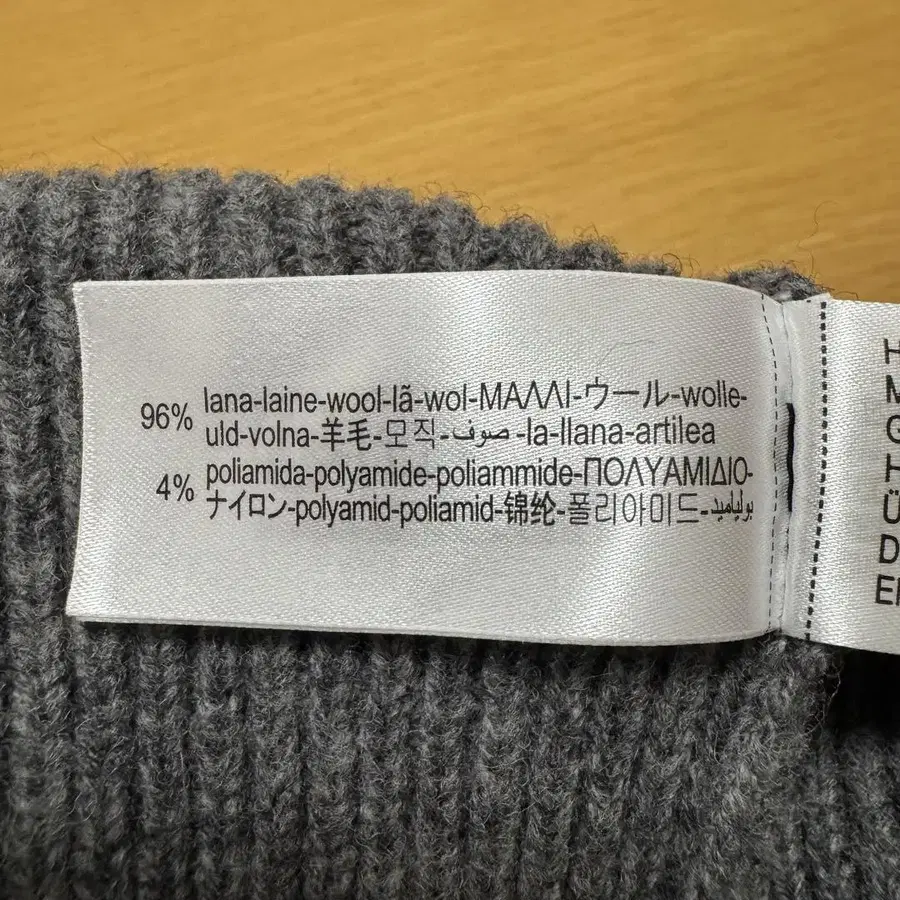 96% lana-laine-wool-lã-wol-ΜΑΛΛΙ-ウール-wolle-
uld-volna-羊毛-모직-صوف-la-llana-artilea
4% poliamida-polyamide-poliammide-ΠΟΛΥΑΜΙΔΙΟ-
ナイロン-polyamid-poliamid-锦纶-폴리아미드-بولياميد